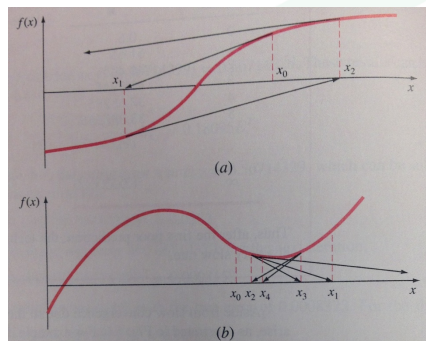 f(x)
x₁
x₀
x₂
x
(a)
f(x)
x₀ x₂ x₄ x₃ x₁
x
(b)